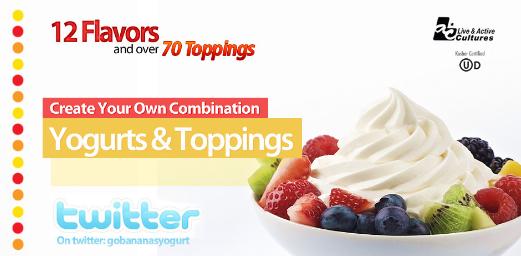 12 Flavors
and over 70 Toppings
Live & Active
Cultures
Kosher Certified
U D
Create Your Own Combination
Yogurts & Toppings
twitter
On twitter: gobananasyogurt